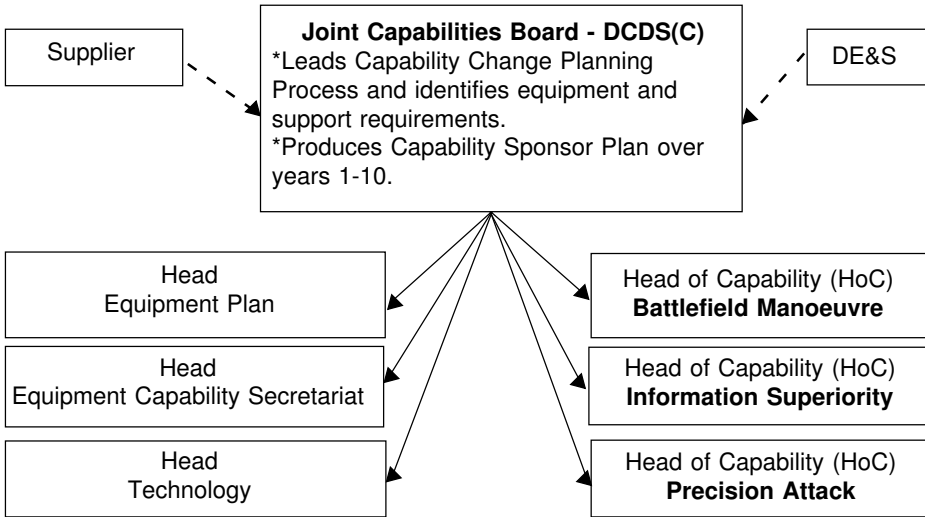 Supplier
Joint Capabilities Board - DCDS(C)
*Leads Capability Change Planning
Process and identifies equipment and
support requirements.
*Produces Capability Sponsor Plan over
years 1-10.
DE&S
Head
Equipment Plan
Head of Capability (HoC)
Battlefield Manoeuvre
Head
Equipment Capability Secretariat
Head of Capability (HoC)
Information Superiority
Head
Technology
Head of Capability (HoC)
Precision Attack